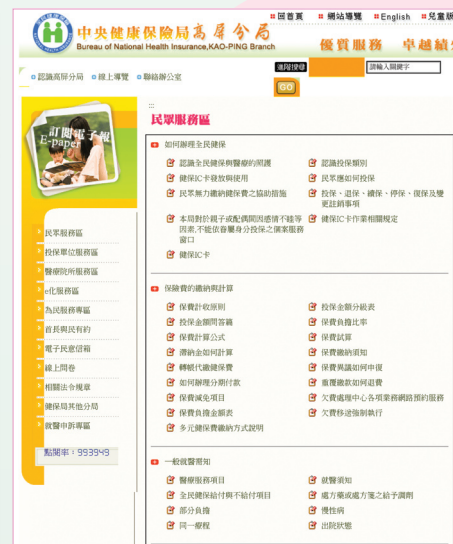 回首頁 網站導覽 English 兒童版
中央健康保險局高屏分局
Bureau of National Health Insurance,KAO-PING Branch
優質服務 卓越績
認識高屏分局 線上導覽 聯絡辦公室
進階搜尋 請輸入關鍵字
GO
訂閱電子報
E-paper
民眾服務區
如何辦理全民健保
認識全民健保與醫療的照護 認識投保類別
健保IC卡發放與使用 民眾應如何投保
民眾無力繳納健保費之協助措施 投保、退保、續保、停保、復保及變
更註銷事項
本局對於親子或配偶間因感情不睦等 健保IC卡作業相關規定
因素,不能依眷屬身分投保之個案服務
窗口
健保IC卡
保險費的繳納與計算
保費計收原則 投保金額分級表
投保金額問答篇 保費負擔比率
保費計算公式 保費試算
滯納金如何計算 保費繳納須知
轉帳代繳健保費 保費異議如何申復
如何辦理分期付款 重覆繳款如何退費
保費減免項目 欠費處理中心各項業務網路預約服務
保費負擔金額表 欠費移送強制執行
多元健保費繳納方式說明
一般就醫需知
醫療服務項目 就醫須知
全民健保給付與不給付項目 處方藥或處方箋之給予調劑
部分負擔 慢性病
同一療程 出院狀態
民眾服務區
投保單位服務區
醫療院所服務區
e化服務區
為民服務專區
首長與民有約
電子民意信箱
線上問卷
相關法令規章
健保局其他分局
就醫申訴專區
點閱率：993949